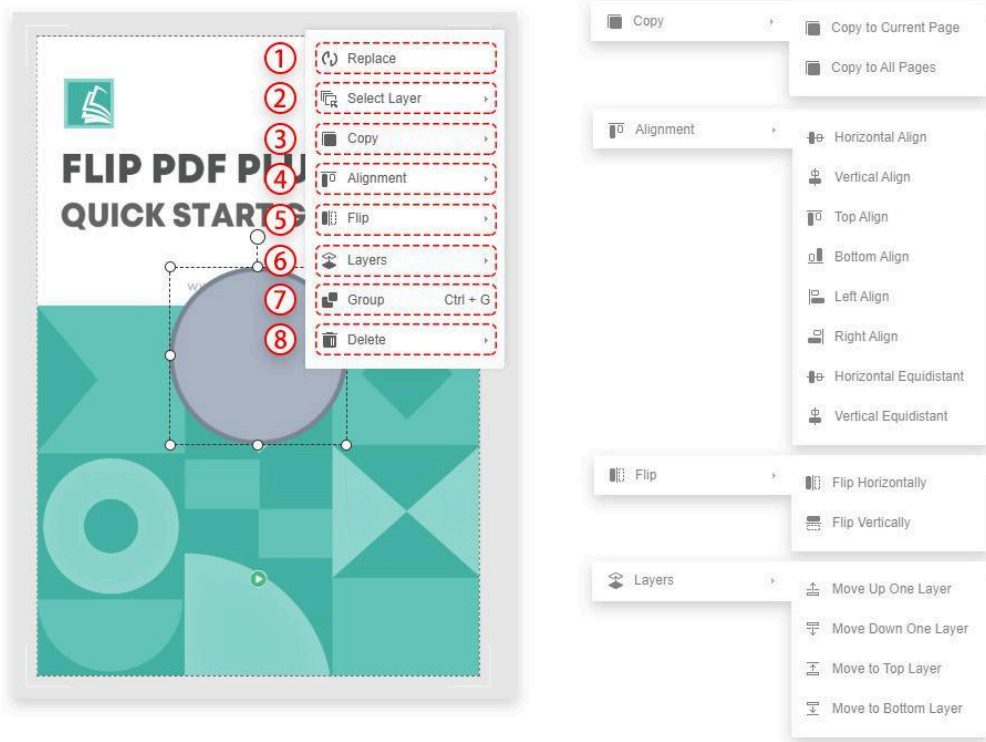 ① Replace
② Select Layer
③ Copy
④ Alignment
⑤ Flip
⑥ Layers
⑦ Group Ctrl + G
⑧ Delete
FLIP PDF PLU
QUICK START G
Copy
Copy to Current Page
Copy to All Pages
Alignment
Horizontal Align
Vertical Align
Top Align
Bottom Align
Left Align
Right Align
Horizontal Equidistant
Vertical Equidistant
Flip
Flip Horizontally
Flip Vertically
Layers
Move Up One Layer
Move Down One Layer
Move to Top Layer
Move to Bottom Layer